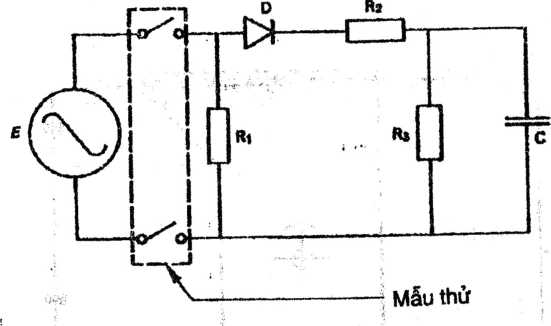 D
R₂
E
R₁
R₃
C
Mẫu thử